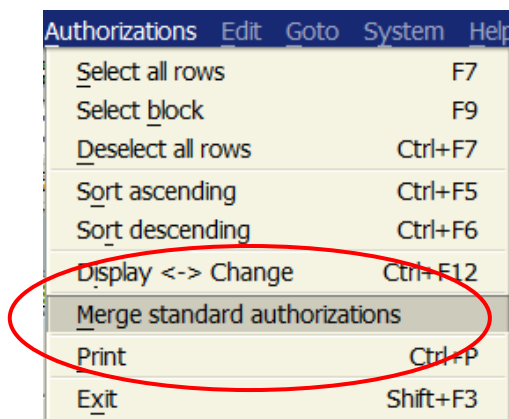 Authorizations Edit Goto System Help
Select all rows F7
Select block F9
Deselect all rows Ctrl+F7
Sort ascending Ctrl+F5
Sort descending Ctrl+F6
Display <-> Change Ctrl+F12
Merge standard authorizations
Print Ctrl+P
Exit Shift+F3